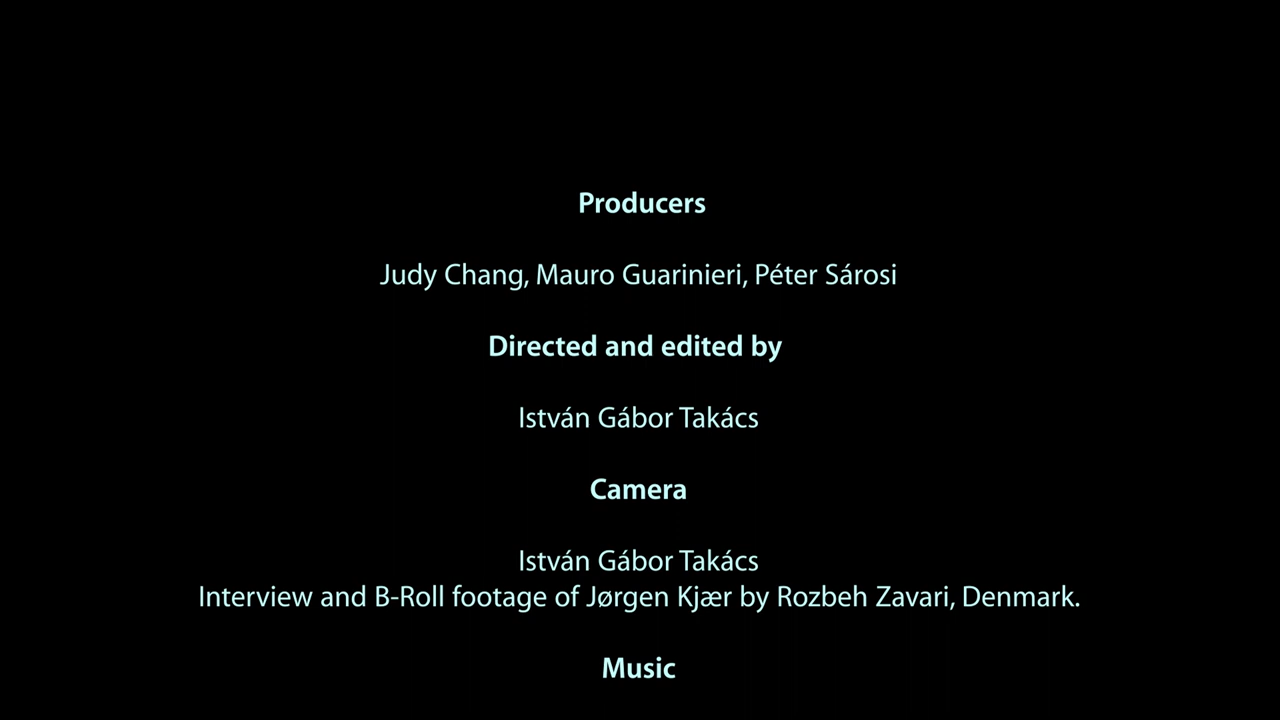 Producers
Judy Chang, Mauro Guarinieri, Péter Sárosi
Directed and edited by
István Gábor Takács
Camera
István Gábor Takács
Interview and B-Roll footage of Jørgen Kjær by Rozbeh Zavari, Denmark.
Music